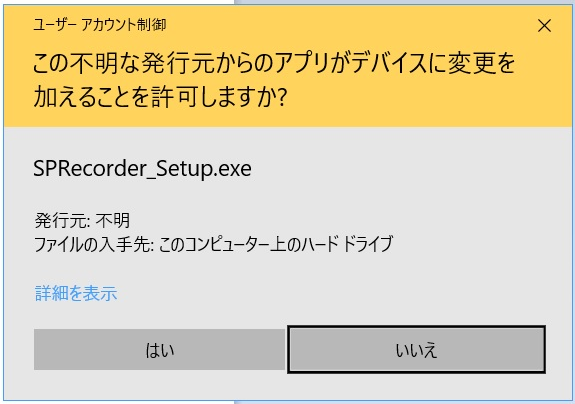 ユーザー アカウント制御
この不明な発行元からのアプリがデバイスに変更を
加えることを許可しますか?
SPRecorder_Setup.exe
発行元: 不明
ファイルの入手先: このコンピューター上のハード ドライブ
詳細を表示
はい
いいえ